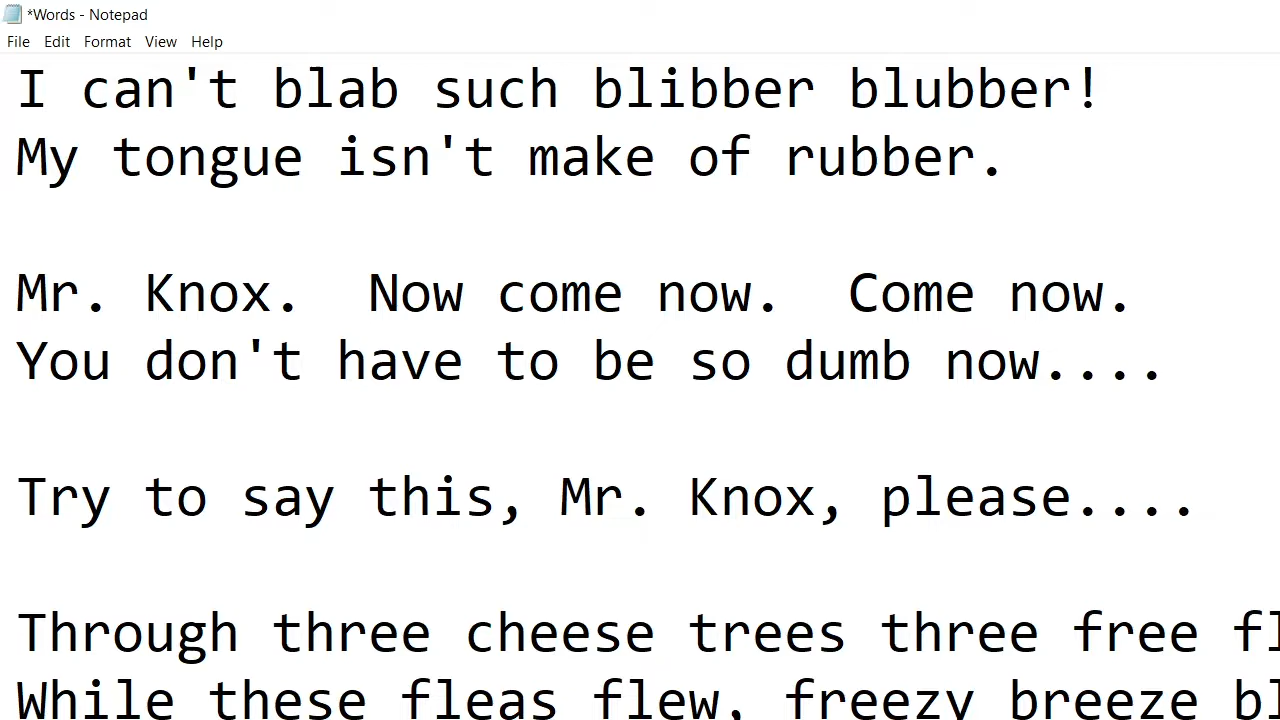 *Words - Notepad
File Edit Format View Help
I can't blab such blibber blubber!
My tongue isn't make of rubber.
Mr. Knox.  Now come now.  Come now.
You don't have to be so dumb now....
Try to say this, Mr. Knox, please....
Through three cheese trees three free
While these fleas flew, freezy breeze